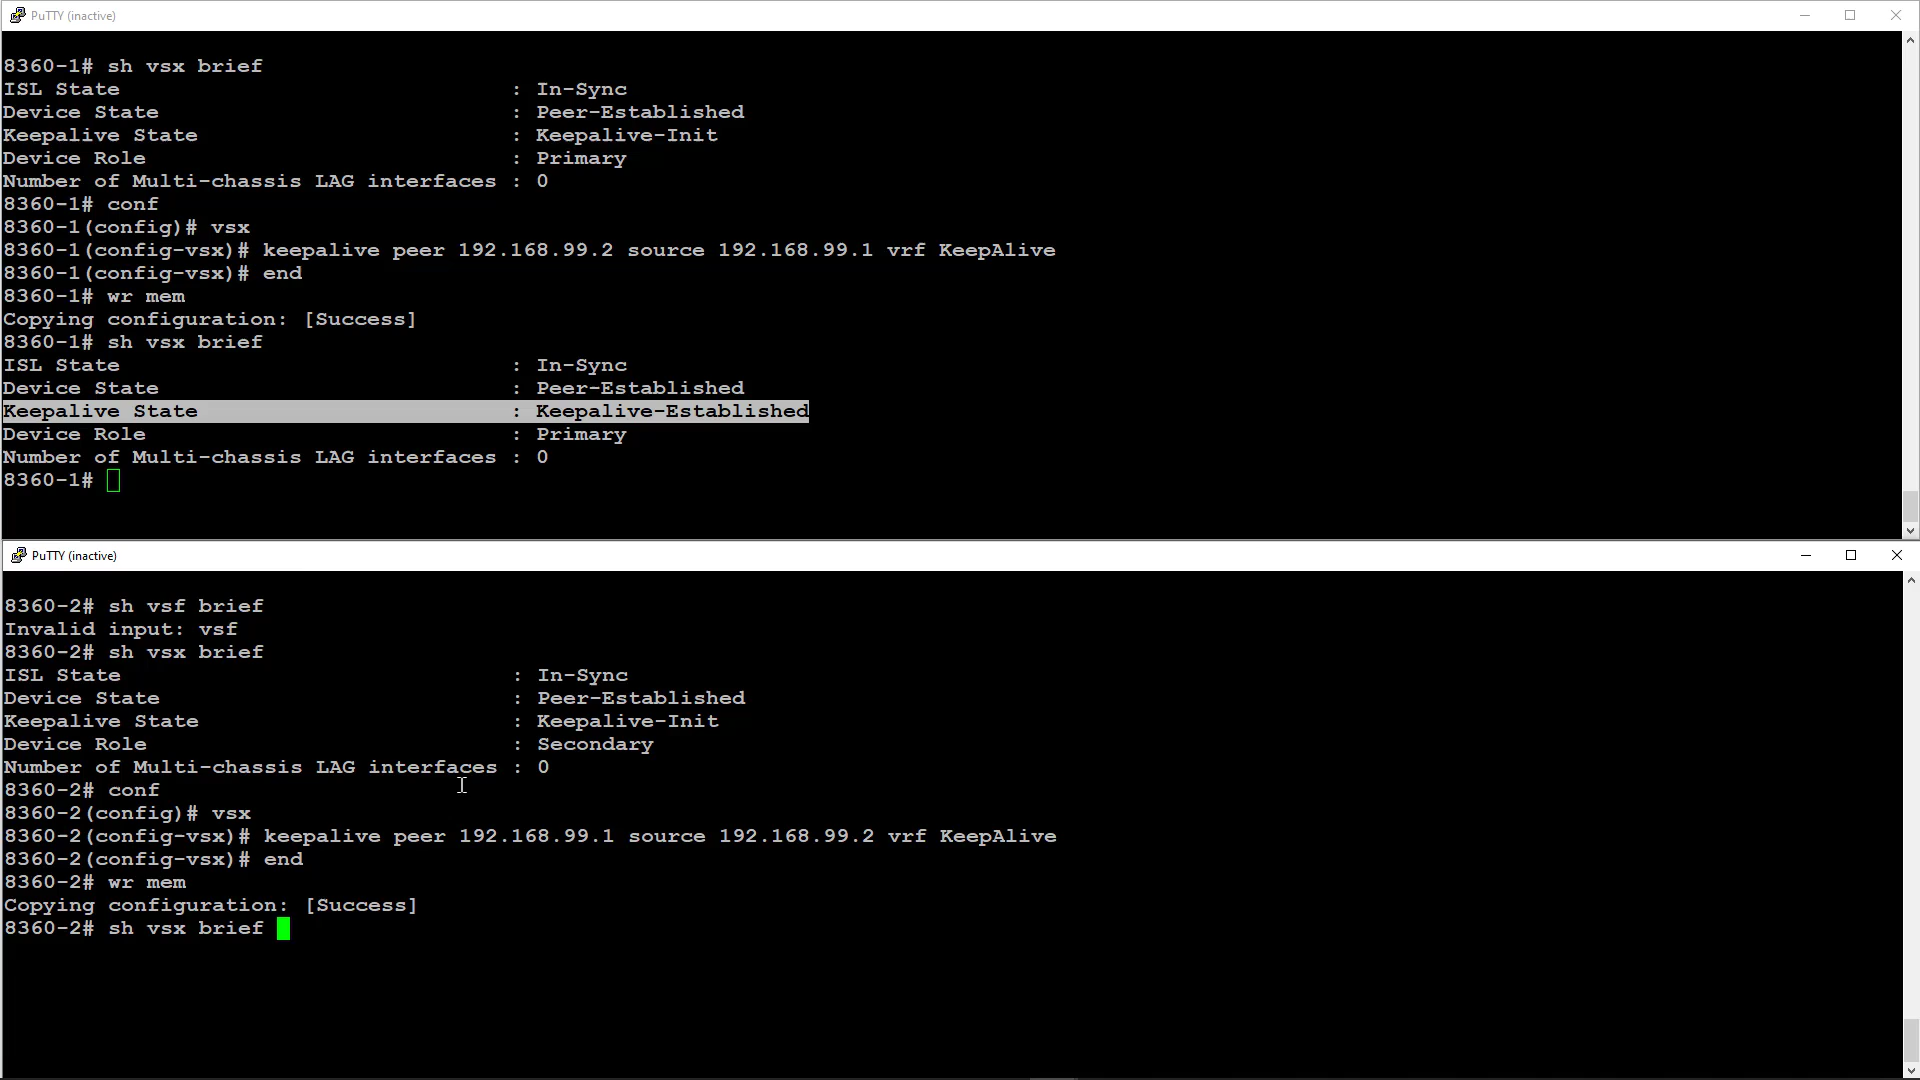 PuTTY (inactive)
8360-1# sh vsx brief
ISL State : In-Sync
Device State : Peer-Established
Keepalive State : Keepalive-Init
Device Role : Primary
Number of Multi-chassis LAG interfaces : 0
8360-1# conf
8360-1(config)# vsx
8360-1(config-vsx)# keepalive peer 192.168.99.2 source 192.168.99.1 vrf KeepAlive
8360-1(config-vsx)# end
8360-1# wr mem
Copying configuration: [Success]
8360-1# sh vsx brief
ISL State : In-Sync
Device State : Peer-Established
Keepalive State : Keepalive-Established
Device Role : Primary
Number of Multi-chassis LAG interfaces : 0
8360-1#
PuTTY (inactive)
8360-2# sh vsf brief
Invalid input: vsf
8360-2# sh vsx brief
ISL State : In-Sync
Device State : Peer-Established
Keepalive State : Keepalive-Init
Device Role : Secondary
Number of Multi-chassis LAG interfaces : 0
8360-2# conf
8360-2(config)# vsx
8360-2(config-vsx)# keepalive peer 192.168.99.1 source 192.168.99.2 vrf KeepAlive
8360-2(config-vsx)# end
8360-2# wr mem
Copying configuration: [Success]
8360-2# sh vsx brief